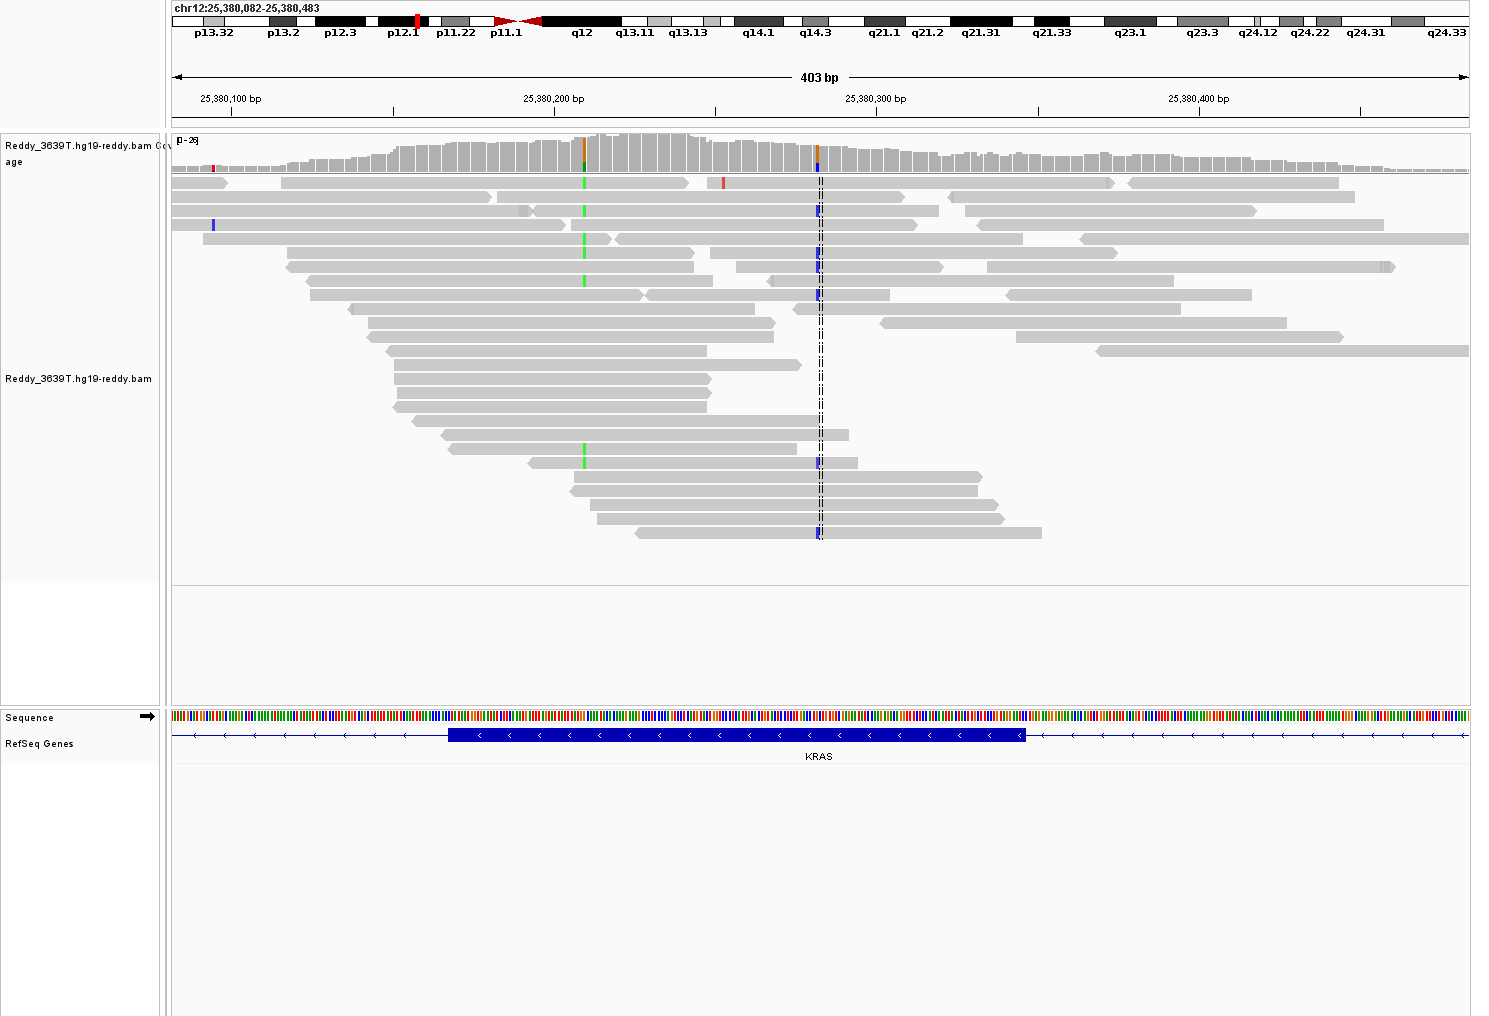 chr12:25,380,082-25,380,483
p13.32 p13.2 p12.3 p12.1 p11.22 p11.1 q12 q13.11 q13.13 q14.1 q14.3 q21.1 q21.2 q21.31 q21.33 q23.1 q23.3 q24.12 q24.22 q24.31 q24.33
403 bp
25,380,100 bp 25,380,200 bp 25,380,300 bp 25,380,400 bp
Reddy_3639T.hg19-reddy.bam Cov
age
[0-26]
Reddy_3639T.hg19-reddy.bam
Sequence
RefSeq Genes
KRAS